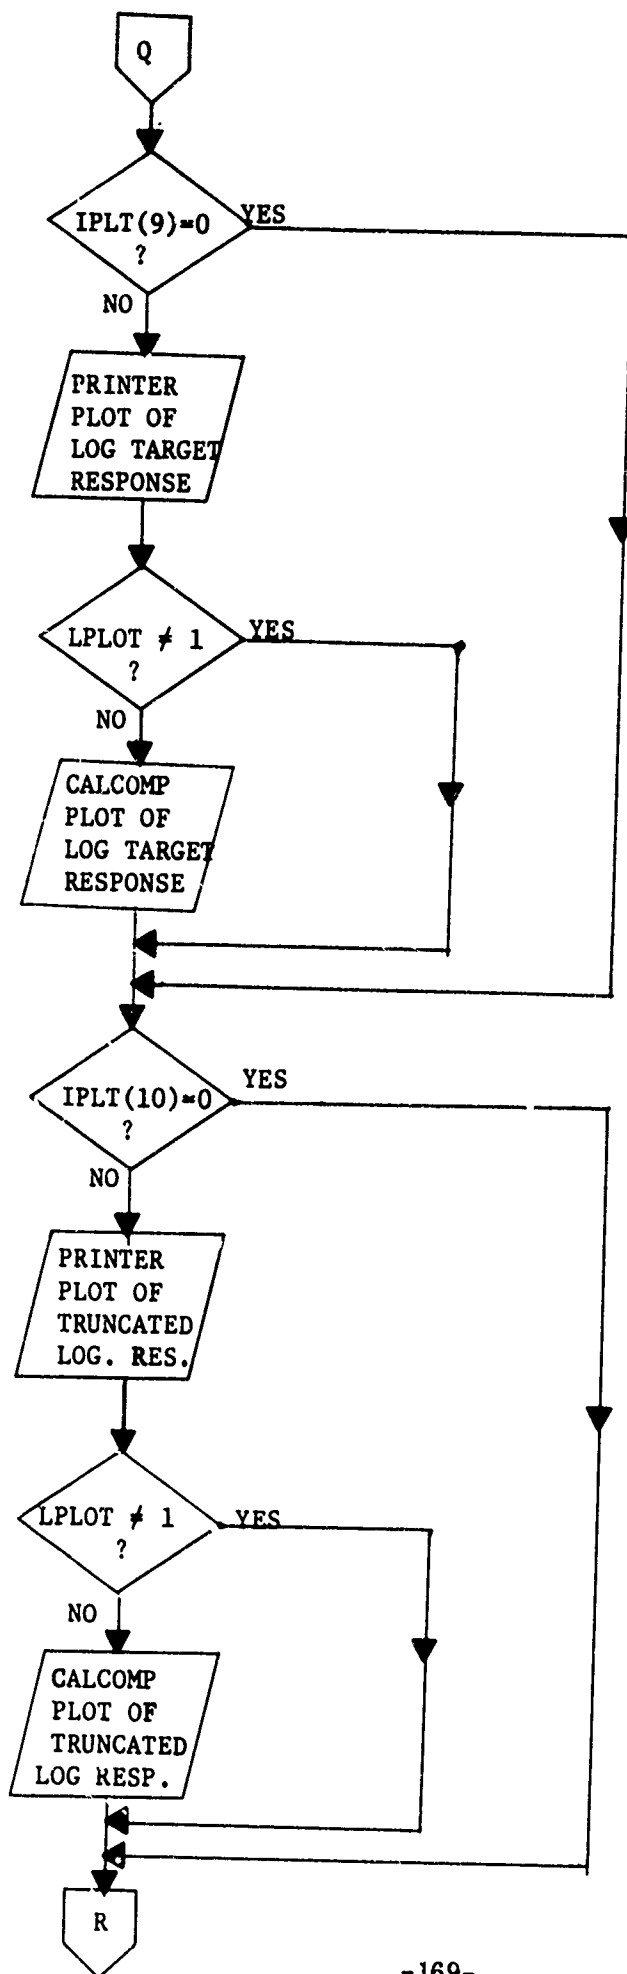 Q
IPLT(9)=0
?
YES
NO
PRINTER
PLOT OF
LOG TARGET
RESPONSE
LPLOT ≠ 1
?
YES
NO
CALCOMP
PLOT OF
LOG TARGET
RESPONSE
IPLT(10)=0
?
YES
NO
PRINTER
PLOT OF
TRUNCATED
LOG. RES.
LPLOT ≠ 1
?
YES
NO
CALCOMP
PLOT OF
TRUNCATED
LOG RESP.
R
-169-